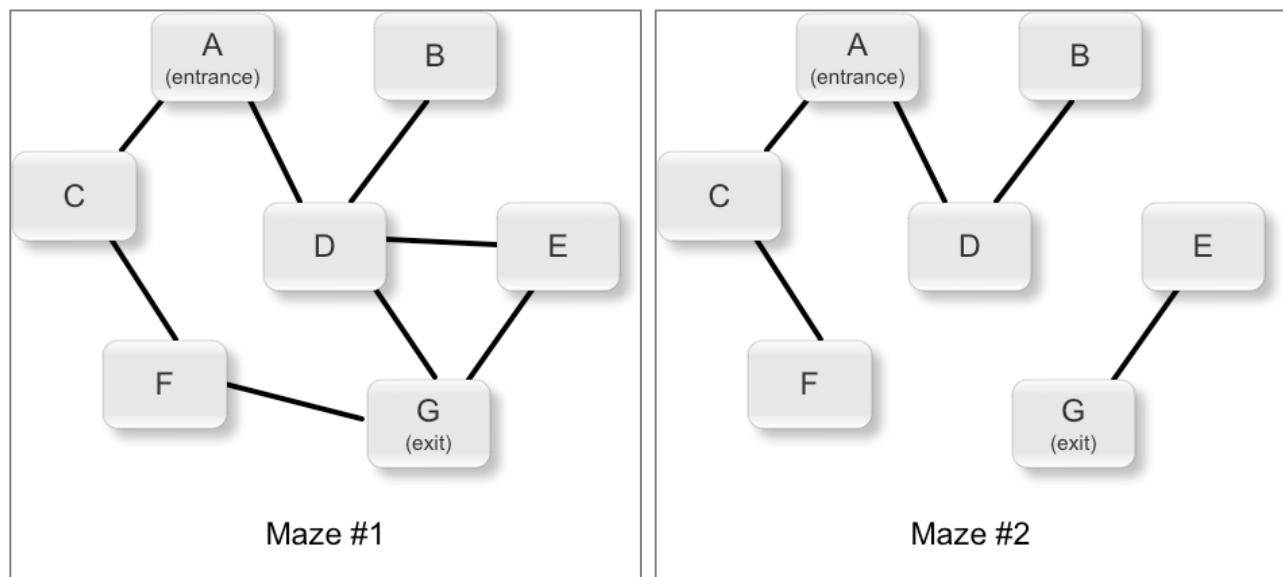 A
(entrance)
B
C
D
E
F
G
(exit)
Maze #1
A
(entrance)
B
C
D
E
F
G
(exit)
Maze #2